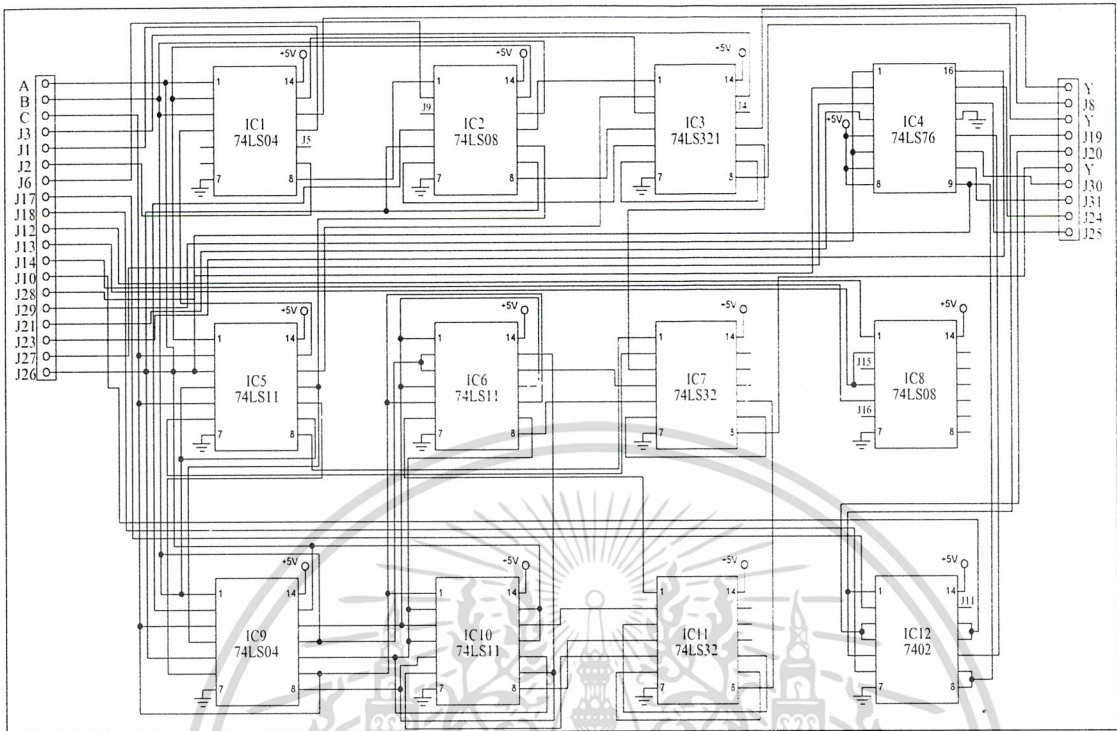 A
B
C
J3
J1
J2
J6
J17
J18
J12
J13
J14
J10
J28
J29
J21
J23
J27
J26
+5V
1
14
IC1
74LS04
J5
7
8
+5V
1
14
J9
IC2
74LS08
7
8
+5V
1
14
J4
IC3
74LS321
7
8
1
16
+5V
IC4
74LS76
8
9
Y
J8
Y
J19
J20
Y
J30
J31
J24
J25
+5V
1
14
IC5
74LS11
7
8
+5V
1
14
IC6
74LS11
7
8
+5V
1
14
IC7
74LS32
7
8
+5V
1
14
J15
IC8
74LS08
J16
7
8
+5V
1
14
IC9
74LS04
7
8
+5V
1
14
IC10
74LS11
7
8
+5V
1
14
IC11
74LS32
7
8
+5V
1
14
J11
IC12
7402
7
8